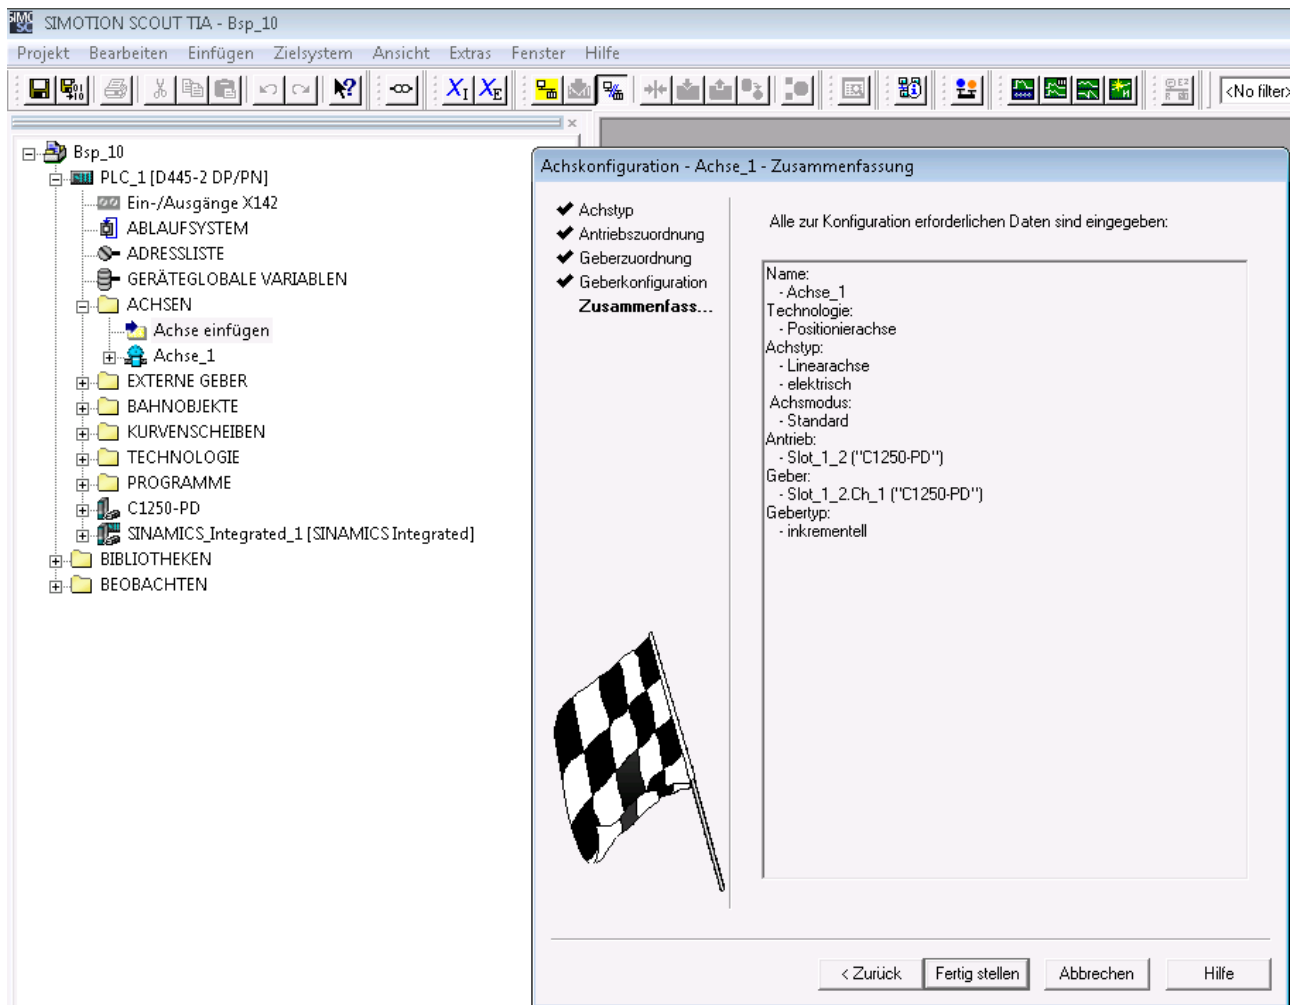 SIMOTION SCOUT TIA - Bsp_10
Projekt Bearbeiten Einfügen Zielsystem Ansicht Extras Fenster Hilfe
<No filter>
Bsp_10
PLC_1 [D445-2 DP/PN]
Ein-/Ausgänge X142
ABLAUFSYSTEM
ADRESSLISTE
GERÄTEGLOBALE VARIABLEN
ACHSEN
Achse einfügen
Achse_1
EXTERNE GEBER
BAHNOBJEKTE
KURVENSCHEIBEN
TECHNOLOGIE
PROGRAMME
C1250-PD
SINAMICS_Integrated_1 [SINAMICS Integrated]
BIBLIOTHEKEN
BEOBACHTEN
Achskonfiguration - Achse_1 - Zusammenfassung
Achstyp
Antriebszuordnung
Geberzuordnung
Geberkonfiguration
Zusammenfass...
Alle zur Konfiguration erforderlichen Daten sind eingegeben:
Name:
- Achse_1
Technologie:
- Positionierachse
Achstyp:
- Linearachse
- elektrisch
Achsmodus:
- Standard
Antrieb:
- Slot_1_2 ("C1250-PD")
Geber:
- Slot_1_2.Ch_1 ("C1250-PD")
Gebertyp:
- inkrementell
< Zurück Fertig stellen Abbrechen Hilfe